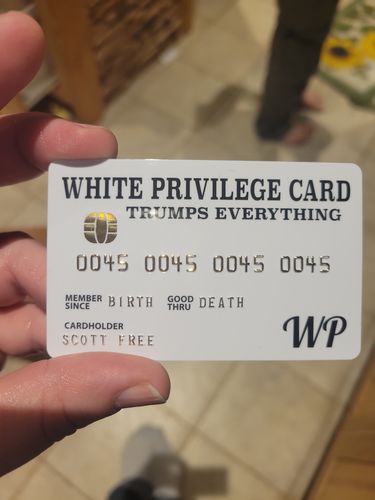 WHITE PRIVILEGE CARD
TRUMPS EVERYTHING
0045 0045 0045 0045
MEMBER SINCE BIRTH GOOD THRU DEATH
CARDHOLDER
SCOTT FREE
WP